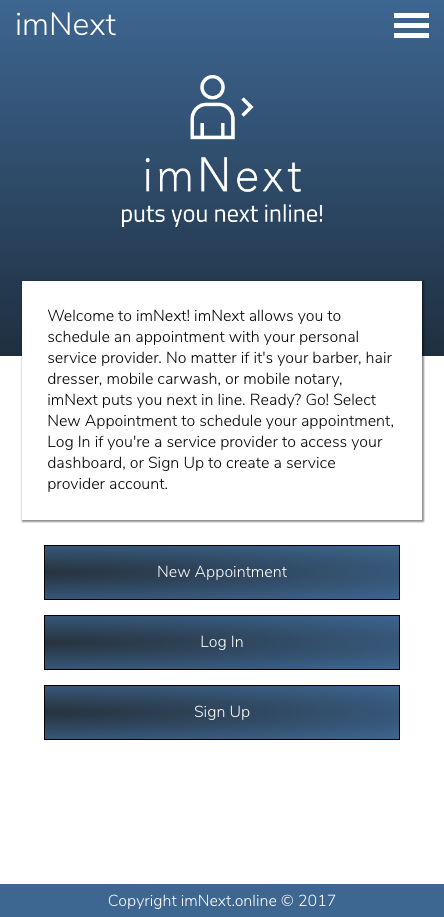 imNext
imNext
puts you next inline!
Welcome to imNext! imNext allows you to
schedule an appointment with your personal
service provider. No matter if it's your barber, hair
dresser, mobile carwash, or mobile notary,
imNext puts you next in line. Ready? Go! Select
New Appointment to schedule your appointment,
Log In if you're a service provider to access your
dashboard, or Sign Up to create a service
provider account.
New Appointment
Log In
Sign Up
Copyright imNext.online © 2017